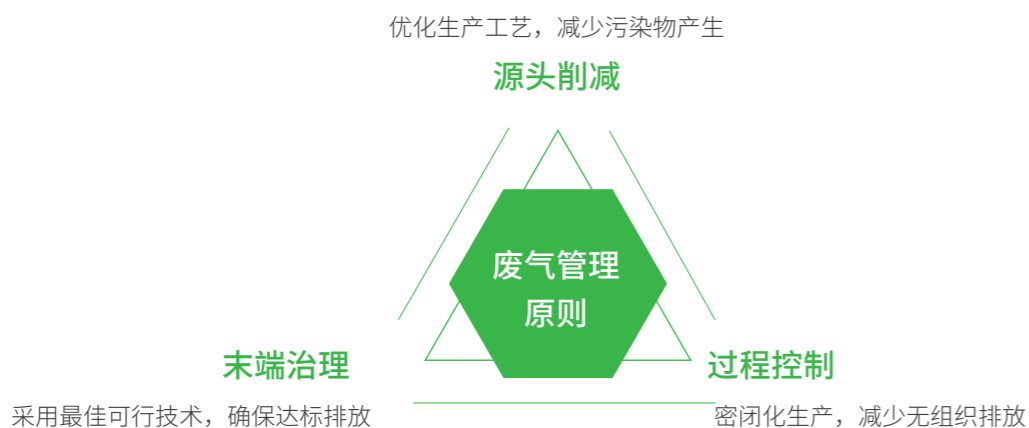 优化生产工艺，减少污染物产生
源头削减
废气管理
原则
末端治理
采用最佳可行技术，确保达标排放
过程控制
密闭化生产，减少无组织排放